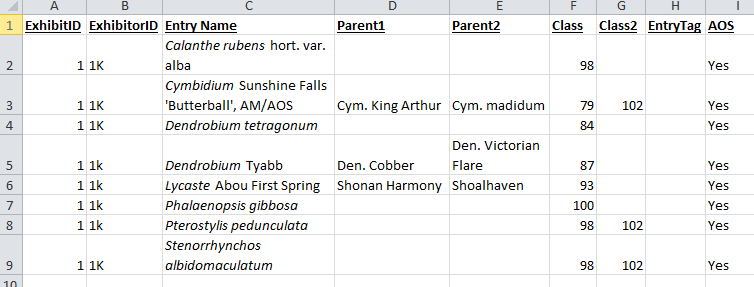 A B C D E F G H I
1 ExhibitID ExhibitorID Entry Name Parent1 Parent2 Class Class2 EntryTag AOS
Calanthe rubens hort. var.
2 1 1K alba 98 Yes
Cymbidium Sunshine Falls
3 1 1K 'Butterball', AM/AOS Cym. King Arthur Cym. madidum 79 102 Yes
4 1 1K Dendrobium tetragonum 84 Yes
Den. Victorian
5 1 1k Dendrobium Tyabb Den. Cobber Flare 87 Yes
6 1 1k Lycaste Abou First Spring Shonan Harmony Shoalhaven 93 Yes
7 1 1k Phalaenopsis gibbosa 100 Yes
8 1 1k Pterostylis pedunculata 98 102 Yes
Stenorrhynchos
9 1 1K albidomaculatum 98 102 Yes
10